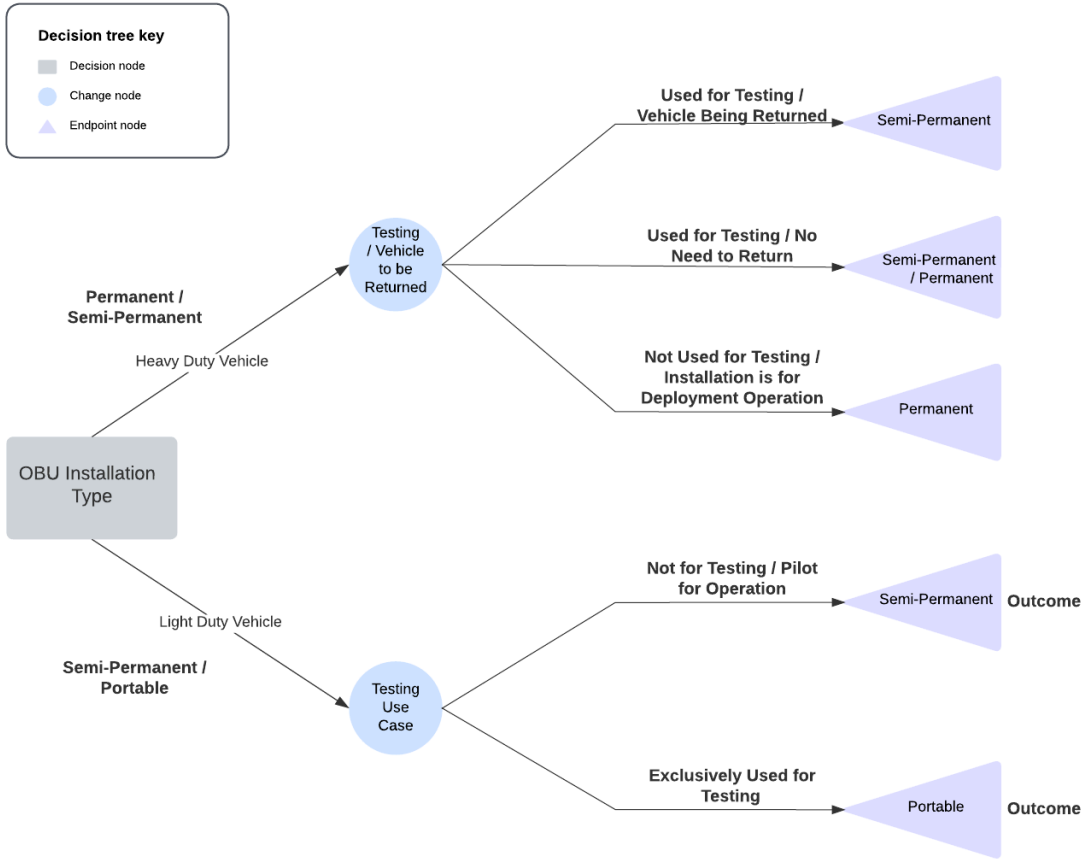 Decision tree key
Decision node
Change node
Endpoint node
Used for Testing /
Vehicle Being Returned
Semi-Permanent
Testing
/ Vehicle
to be
Returned
Used for Testing / No
Need to Return
Semi-Permanent
/ Permanent
Permanent /
Semi-Permanent
Heavy Duty Vehicle
Not Used for Testing /
Installation is for
Deployment Operation
Permanent
OBU Installation
Type
Not for Testing / Pilot
for Operation
Semi-Permanent
Outcome
Light Duty Vehicle
Semi-Permanent /
Portable
Testing
Use
Case
Exclusively Used for
Testing
Portable
Outcome